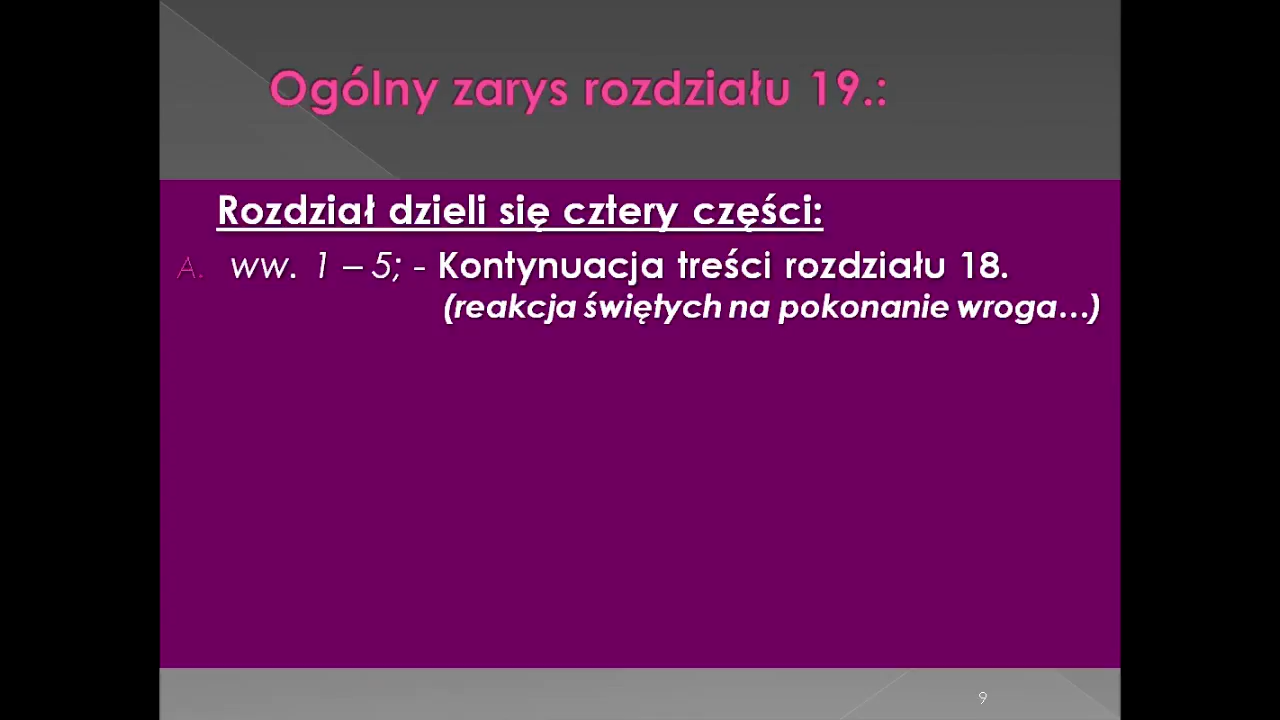 Ogólny zarys rozdziału 19.:
Rozdział dzieli się cztery części:
A. ww. 1 – 5; - Kontynuacja treści rozdziału 18.
(reakcja świętych na pokonanie wroga...)
9